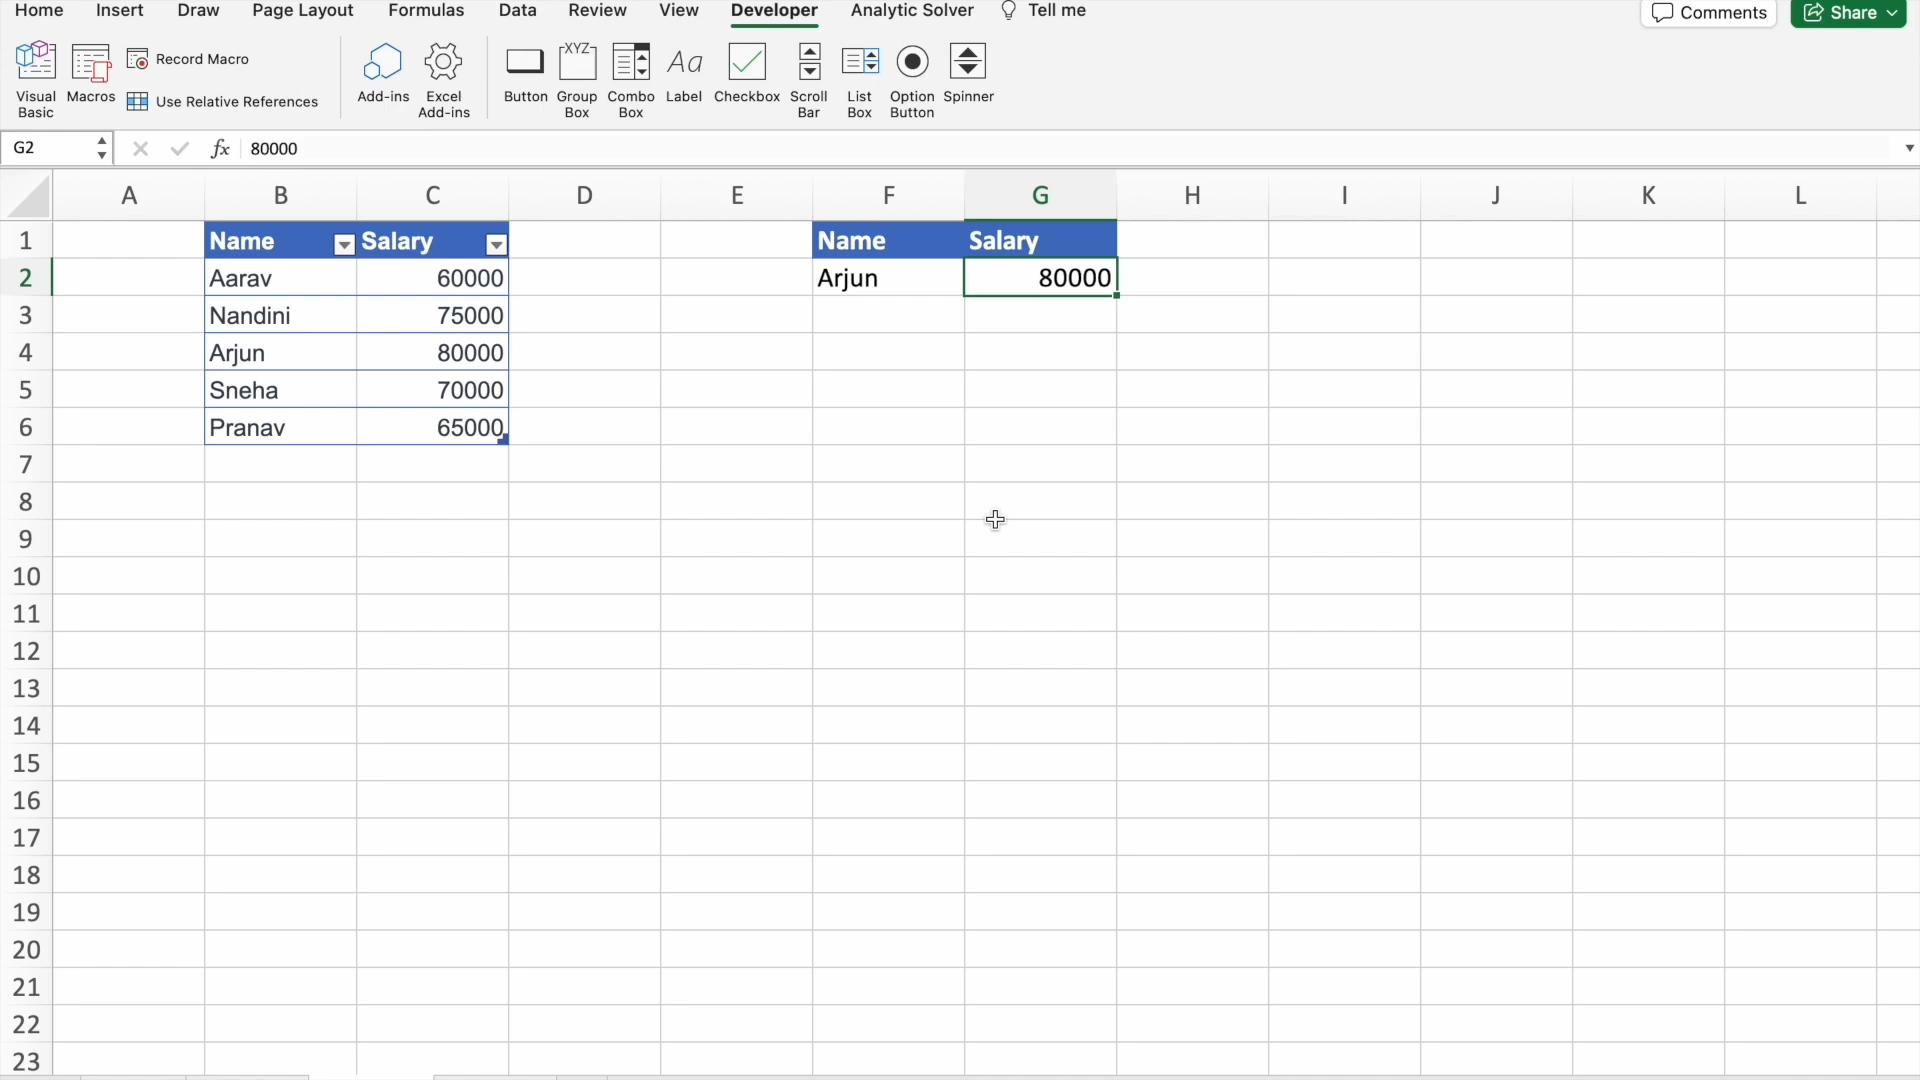 Home Insert Draw Page Layout Formulas Data Review View Developer Analytic Solver Tell me Comments Share
Visual Basic
Macros
Record Macro
Use Relative References
Add-ins
Excel Add-ins
Button
Group Box
Combo Box
Label
Checkbox
Scroll Bar
List Box
Option Button
Spinner
XYZ
Aa
G2 fx 80000
A B C D E F G H I J K L
1 Name Salary Name Salary
2 Aarav 60000 Arjun 80000
3 Nandini 75000
4 Arjun 80000
5 Sneha 70000
6 Pranav 65000
7
8
9
10
11
12
13
14
15
16
17
18
19
20
21
22
23